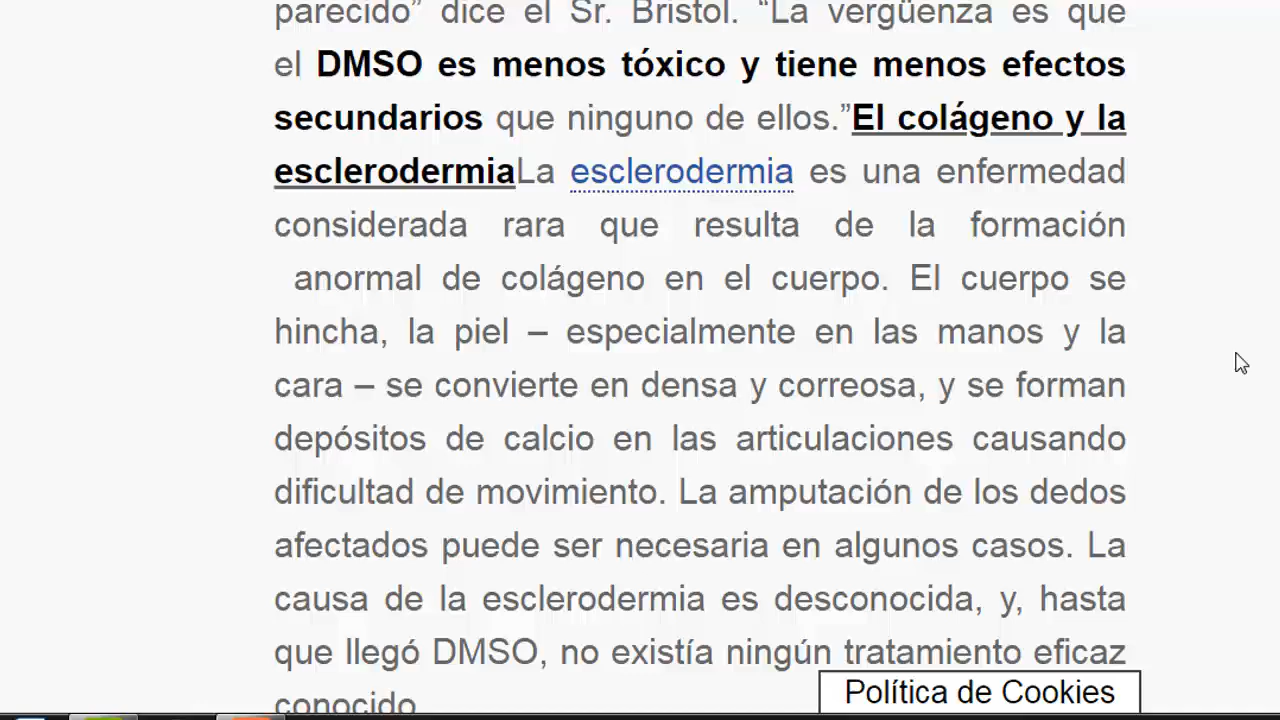 parecido” dice el Sr. Bristol. “La vergüenza es que
el DMSO es menos tóxico y tiene menos efectos
secundarios que ninguno de ellos.”El colágeno y la
esclerodermiaLa esclerodermia es una enfermedad
considerada rara que resulta de la formación
anormal de colágeno en el cuerpo. El cuerpo se
hincha, la piel – especialmente en las manos y la
cara – se convierte en densa y correosa, y se forman
depósitos de calcio en las articulaciones causando
dificultad de movimiento. La amputación de los dedos
afectados puede ser necesaria en algunos casos. La
causa de la esclerodermia es desconocida, y, hasta
que llegó DMSO, no existía ningún tratamiento eficaz
conocido
Política de Cookies